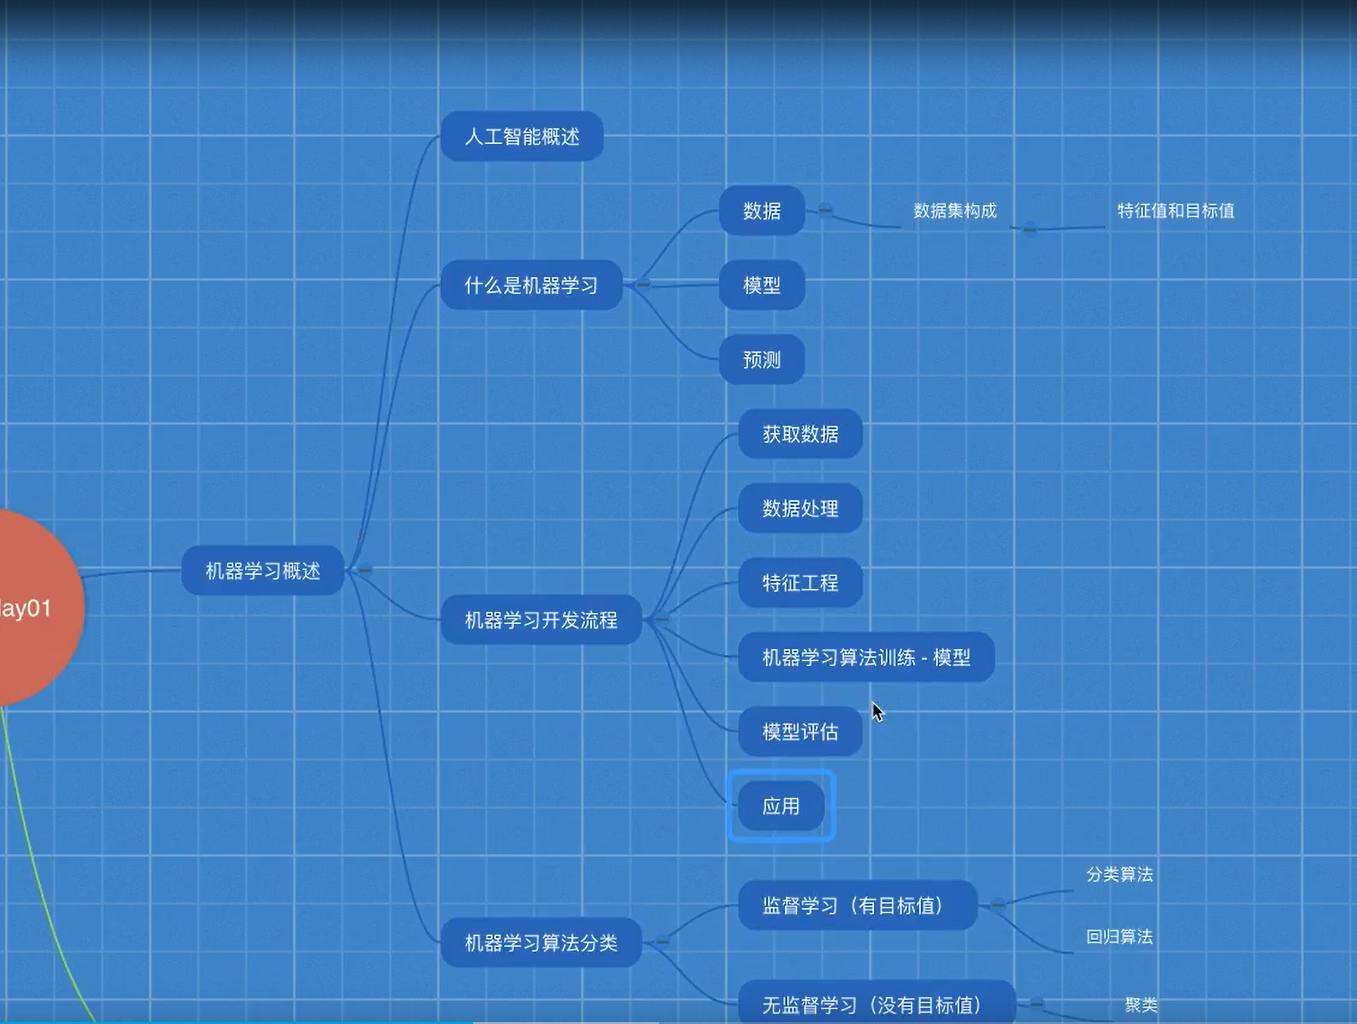 人工智能概述
数据
数据集构成
特征值和目标值
什么是机器学习
模型
预测
获取数据
数据处理
特征工程
机器学习概述
ay01
机器学习开发流程
机器学习算法训练 - 模型
模型评估
应用
分类算法
监督学习（有目标值）
回归算法
机器学习算法分类
无监督学习（没有目标值）
聚类